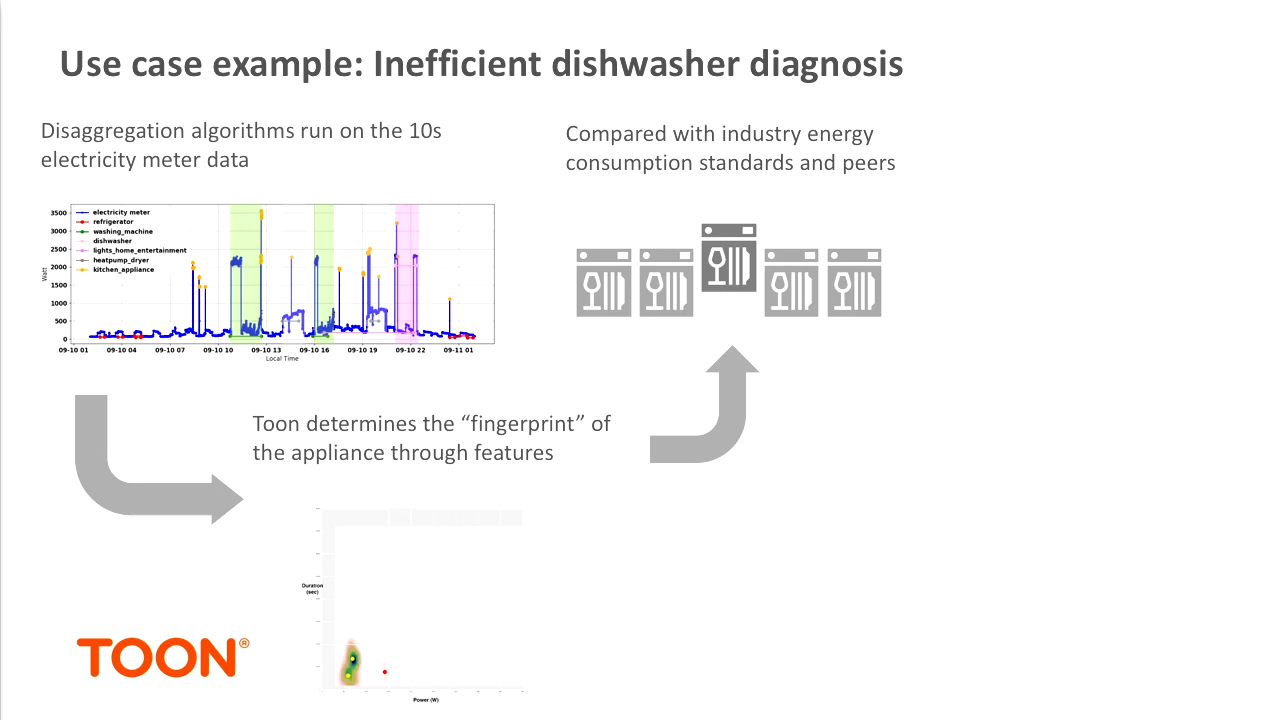 Use case example: Inefficient dishwasher diagnosis
Disaggregation algorithms run on the 10s
electricity meter data
Compared with industry energy
consumption standards and peers
3500
3000
2500
2000
1500
1000
500
0
Watt
electricity meter
refrigerator
washing_machine
dishwasher
lights_home_entertainment
heatpump_dryer
kitchen_appliance
09-10 01 09-10 04 09-10 07 09-10 10 09-10 13 09-10 16 09-10 19 09-10 22 09-11 01
Local Time
Toon determines the “fingerprint” of
the appliance through features
Duration
(sec)
Power (W)
TOON®